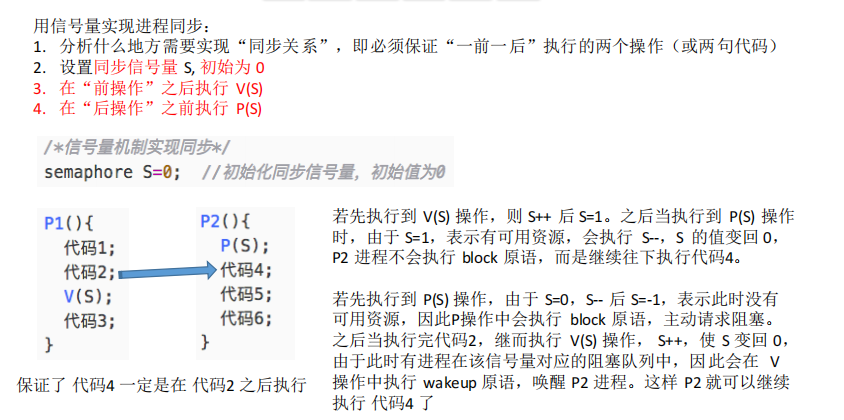 用信号量实现进程同步：
1. 分析什么地方需要实现“同步关系”，即必须保证“一前一后”执行的两个操作（或两句代码）
2. 设置同步信号量 S, 初始为 0
3. 在“前操作”之后执行 V(S)
4. 在“后操作”之前执行 P(S)
/*信号量机制实现同步*/
semaphore S=0; //初始化同步信号量，初始值为0
P1(){
代码1;
代码2;
V(S);
代码3;
}
P2(){
P(S);
代码4;
代码5;
代码6;
}
保证了 代码4 一定是在 代码2 之后执行
若先执行到 V(S) 操作，则 S++ 后 S=1。之后当执行到 P(S) 操作
时，由于 S=1，表示有可用资源，会执行 S--，S 的值变回 0，
P2 进程不会执行 block 原语，而是继续往下执行代码4。
若先执行到 P(S) 操作，由于 S=0，S-- 后 S=-1，表示此时没有
可用资源，因此P操作中会执行 block 原语，主动请求阻塞。
之后当执行完代码2，继而执行 V(S) 操作， S++，使 S 变回 0，
由于此时有进程在该信号量对应的阻塞队列中，因此会在 V
操作中执行 wakeup 原语，唤醒 P2 进程。这样 P2 就可以继续
执行 代码4 了